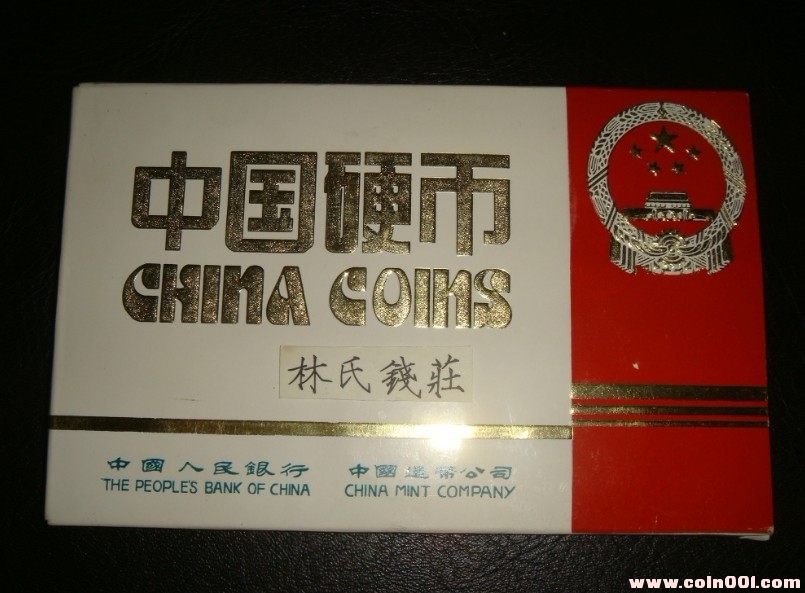 中国硬币
CHINA COINS
林氏錢莊
中國人民銀行 中國造幣公司
THE PEOPLE'S BANK OF CHINA CHINA MINT COMPANY
www.coin001.com